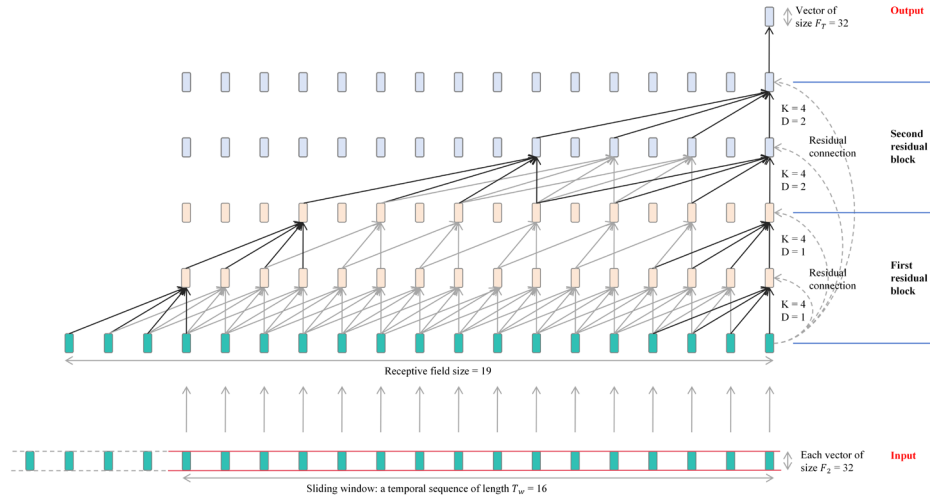 Vector of
size F_T = 32
Output
K = 4
D = 2
Residual
connection
Second
residual
block
K = 4
D = 2
K = 4
D = 1
Residual
connection
First
residual
block
K = 4
D = 1
Receptive field size = 19
Each vector of
size F_2 = 32
Input
Sliding window: a temporal sequence of length T_W = 16